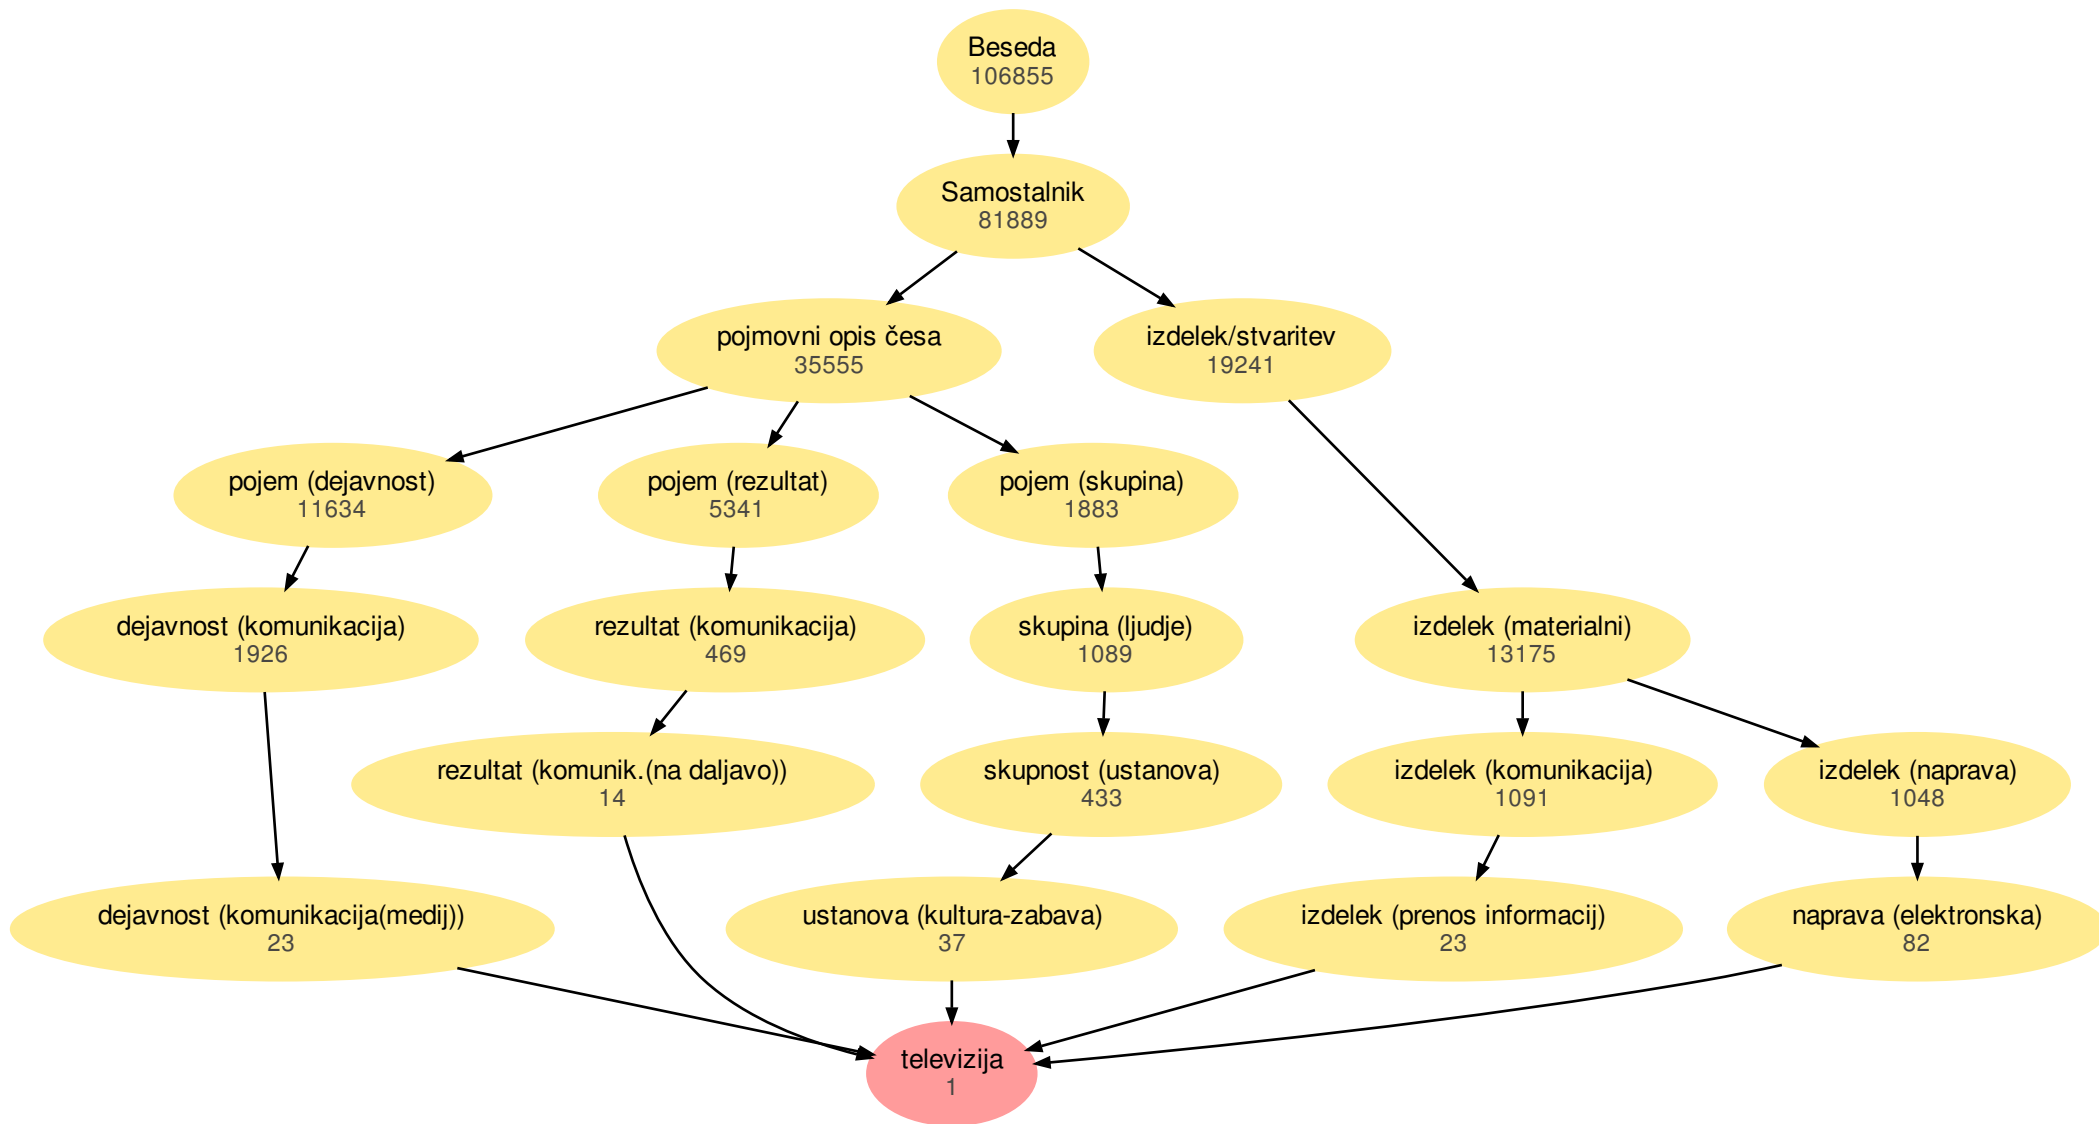 Beseda
106855
Samostalnik
81889
pojmovni opis česa
35555
izdelek/stvaritev
19241
pojem (dejavnost)
11634
pojem (rezultat)
5341
pojem (skupina)
1883
dejavnost (komunikacija)
1926
rezultat (komunikacija)
469
skupina (ljudje)
1089
izdelek (materialni)
13175
rezultat (komunik.(na daljavo))
14
skupnost (ustanova)
433
izdelek (komunikacija)
1091
izdelek (naprava)
1048
dejavnost (komunikacija(medij))
23
ustanova (kultura-zabava)
37
izdelek (prenos informacij)
23
naprava (elektronska)
82
televizija
1